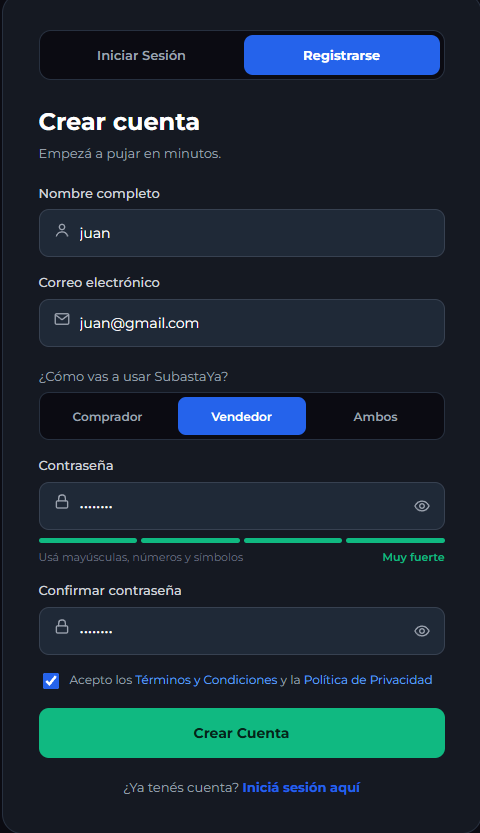 Iniciar Sesión
Registrarse
Crear cuenta
Empezá a pujar en minutos.
Nombre completo
juan
Correo electrónico
juan@gmail.com
¿Cómo vas a usar SubastaYa?
Comprador
Vendedor
Ambos
Contraseña
••••••••
Usá mayúsculas, números y símbolos
Muy fuerte
Confirmar contraseña
••••••••
Acepto los Términos y Condiciones y la Política de Privacidad
Crear Cuenta
¿Ya tenés cuenta? Iniciá sesión aquí